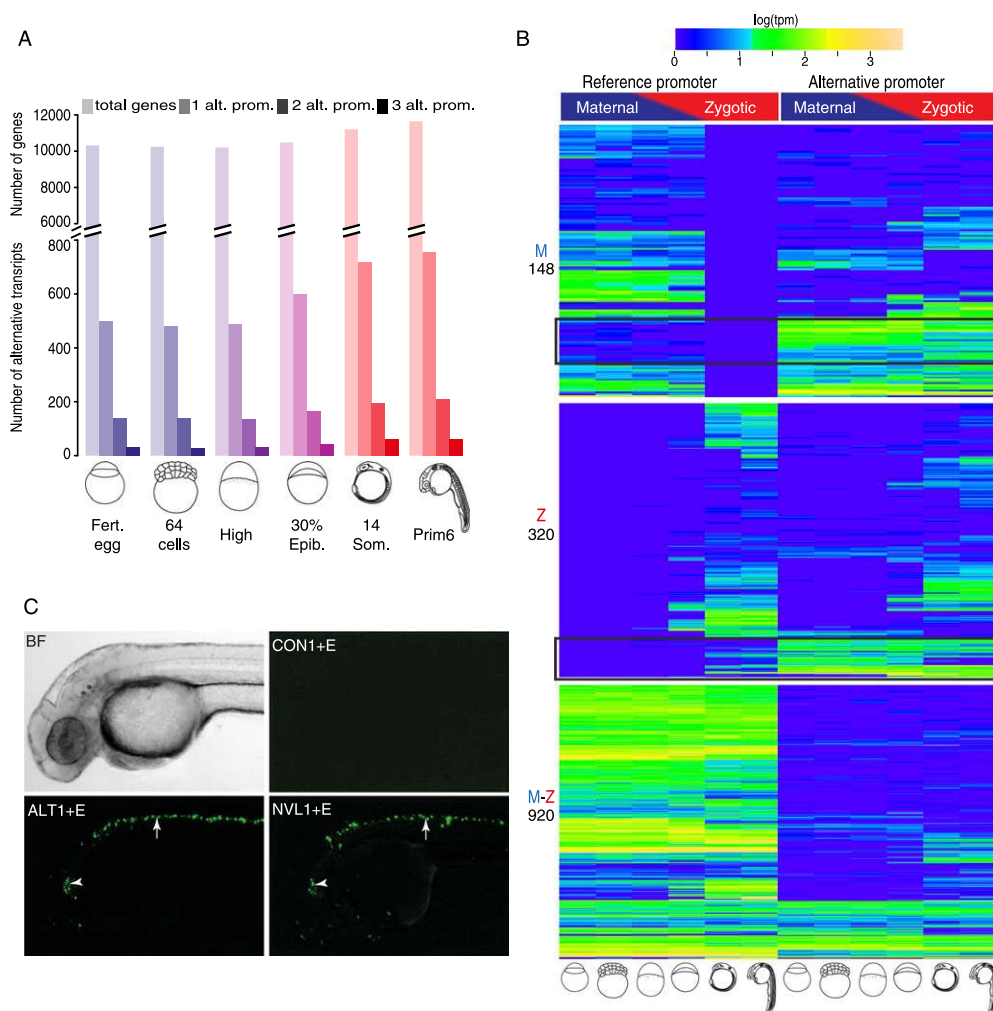 A
total genes 1 alt. prom. 2 alt. prom. 3 alt. prom.
Number of genes
12000
10000
8000
6000
Number of alternative transcripts
800
600
400
200
0
Fert. egg
64 cells
High
30% Epib.
14 Som.
Prim6
B
log(tpm)
0 1 2 3
Reference promoter Alternative promoter
Maternal Zygotic Maternal Zygotic
M
148
Z
320
M-Z
920
C
BF
CON1+E
ALT1+E
NVL1+E